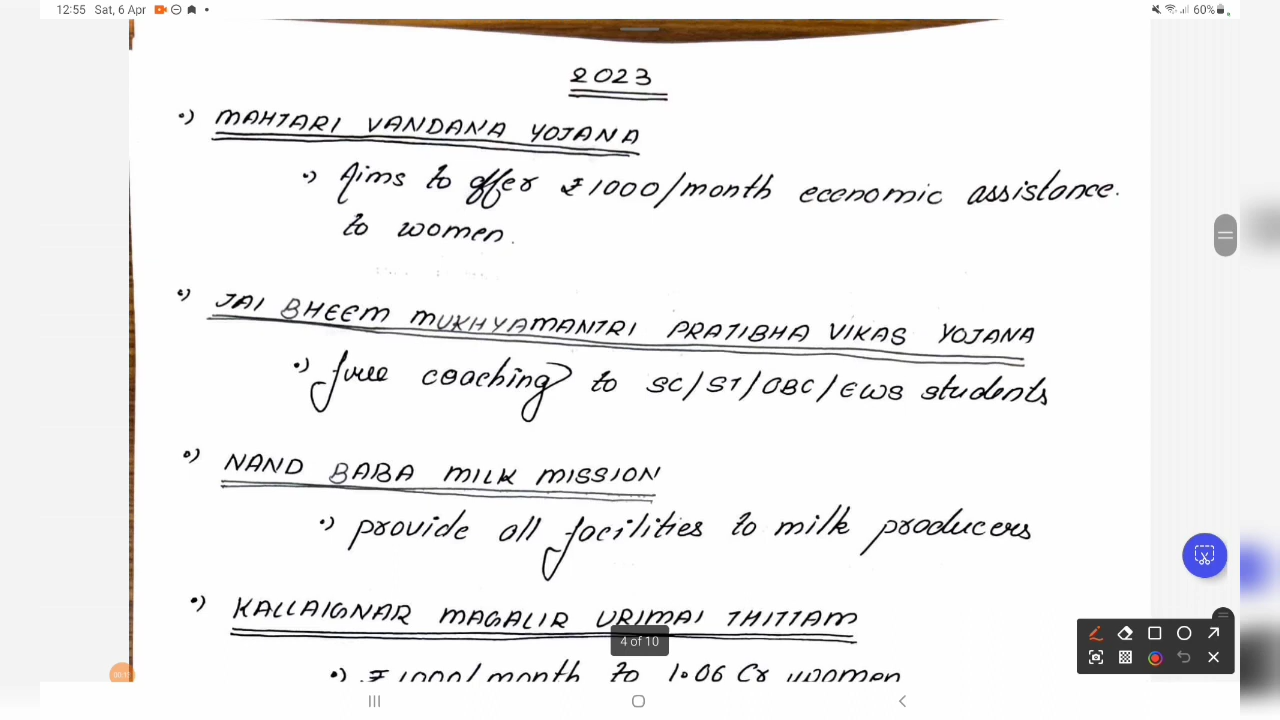 12:55 Sat, 6 Apr
60%
2023
•) MAHTARI VANDANA YOJANA
•) Aims to offer ₹1000/month economic assistance.
to women.
•) JAI BHEEM MUKHYAMANTRI PRATIBHA VIKAS YOJANA
•) free coaching to SC/ST/OBC/EWS students
•) NAND BABA MILK MISSION
•) provide all facilities to milk producers
•) KALLAIGNAR MAGALIR URIMAI THITTAM
4 of 10
•) ₹1000/month to 1.06 Cr women